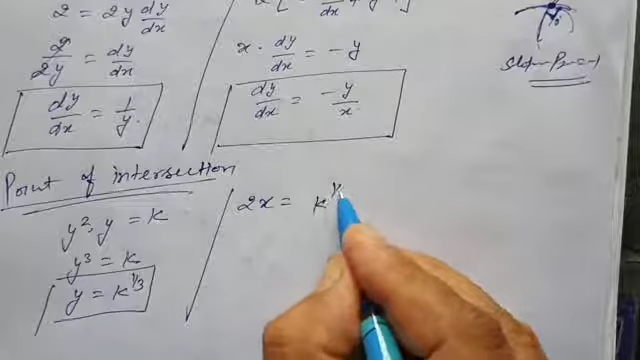 2 = 2y dy/dx
2/2y = dy/dx
dy/dx = 1/y.
x · dy/dx = -y
dy/dx = -y/x
Point of intersection
y², y = k
y³ = k
y = k^1/3
2x = k^1/